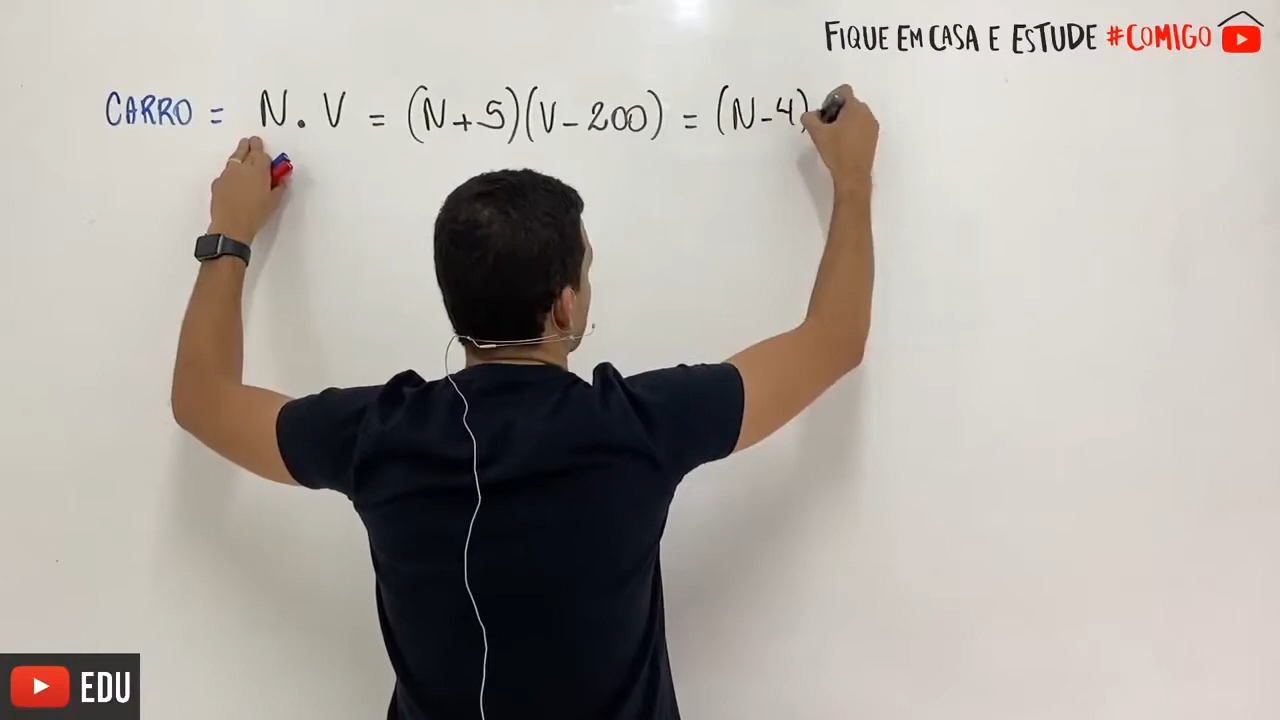 FIQUE EM CASA E ESTUDE #COMIGO
CARRO = N . V = (N+5)(V-200) = (N-4)
EDU